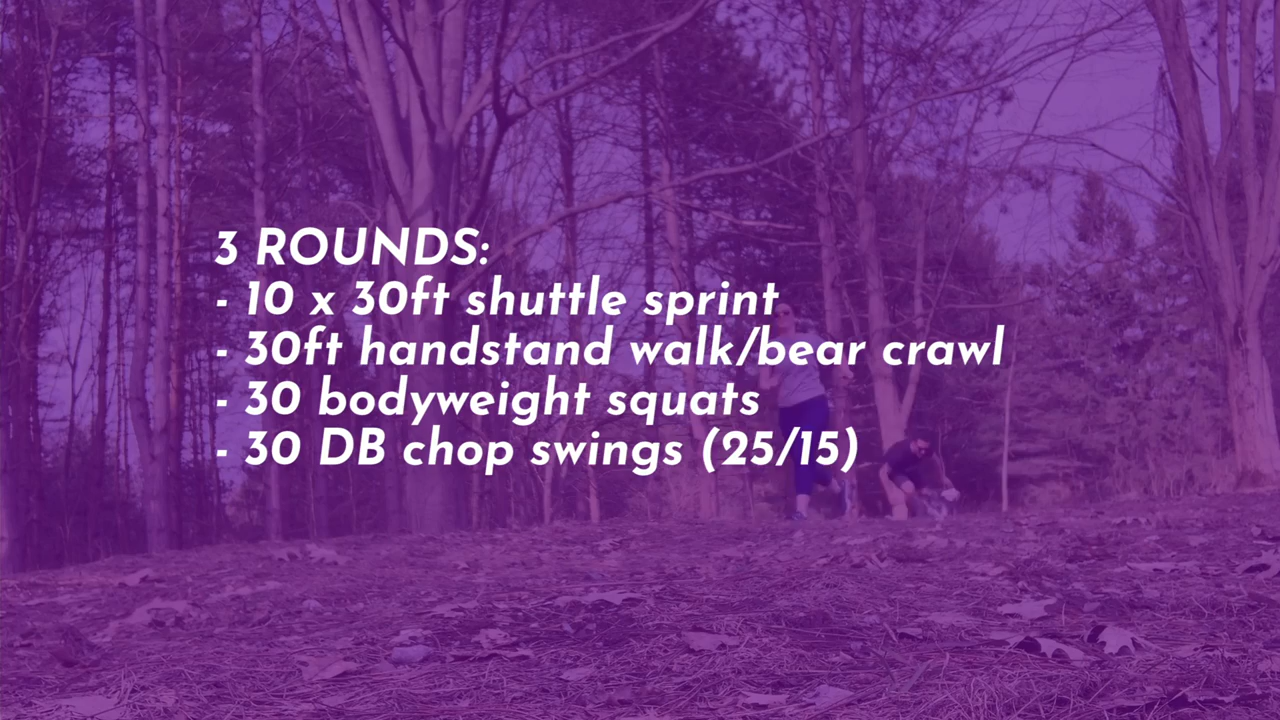 3 ROUNDS:
- 10 x 30ft shuttle sprint
- 30ft handstand walk/bear crawl
- 30 bodyweight squats
- 30 DB chop swings (25/15)